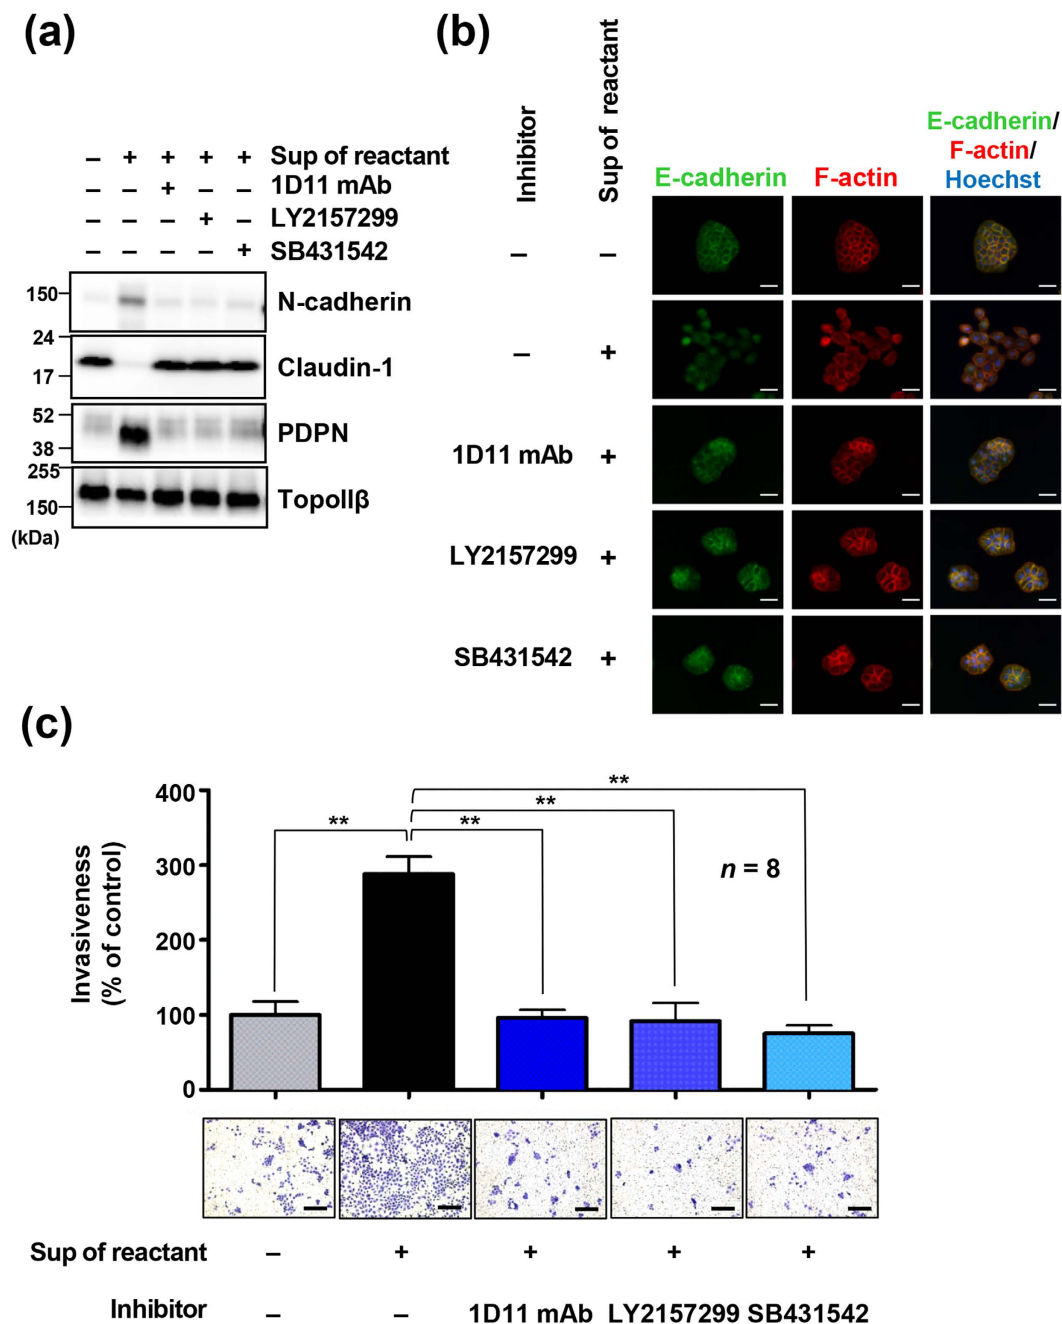 (a)
– + + + + Sup of reactant
– – + – – 1D11 mAb
– – – + – LY2157299
– – – – + SB431542
150 N-cadherin
24
17 Claudin-1
52
38 PDPN
255
150 TopoIIβ
(kDa)
(b)
Inhibitor
Sup of reactant
E-cadherin
F-actin
E-cadherin/
F-actin/
Hoechst
– –
– +
1D11 mAb +
LY2157299 +
SB431542 +
(c)
Invasiveness
(% of control)
400
300
200
100
0
**
**
**
**
n = 8
Sup of reactant – + + + +
Inhibitor – – 1D11 mAb LY2157299 SB431542